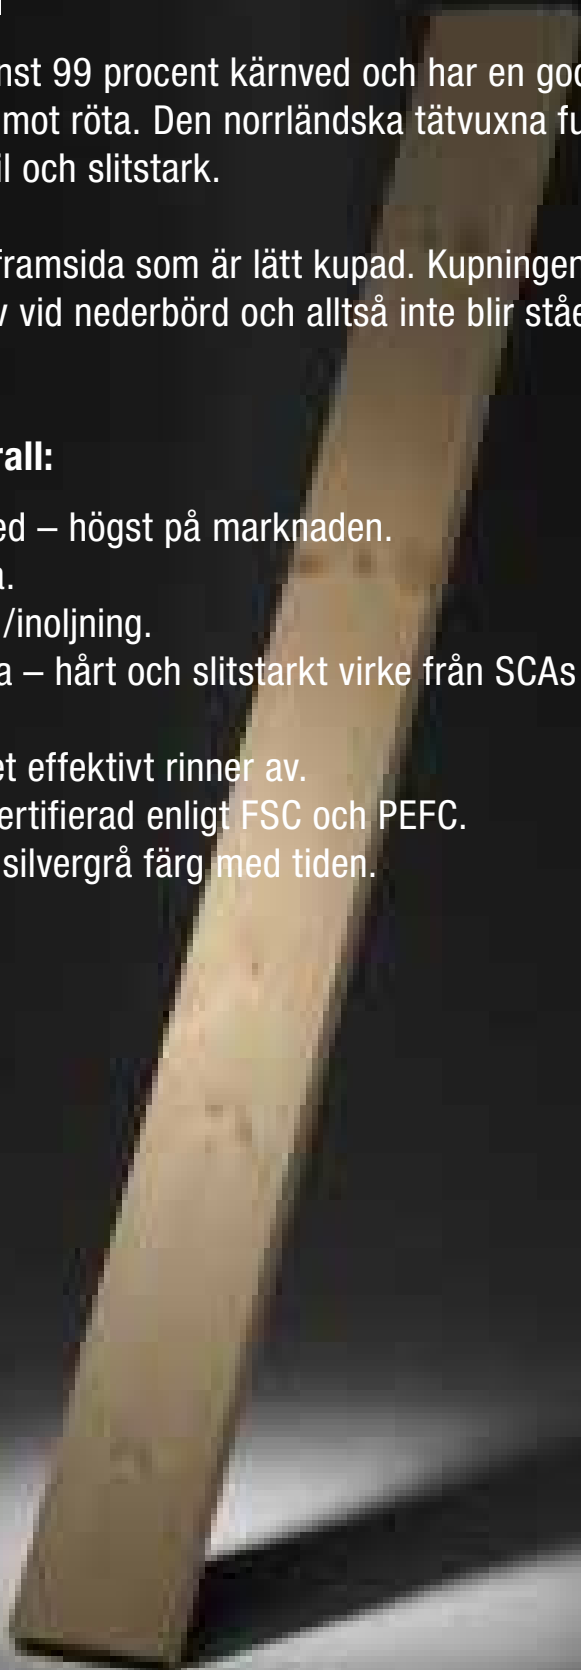 nst 99 procent kärnved och har en god
mot röta. Den norrländska tätvuxna fu
il och slitstark.
framsida som är lätt kupad. Kupningen
v vid nederbörd och alltså inte blir ståe
rall:
ed – högst på marknaden.
a.
/inoljning.
a – hårt och slitstarkt virke från SCAs
et effektivt rinner av.
ertifierad enligt FSC och PEFC.
silvergrå färg med tiden.